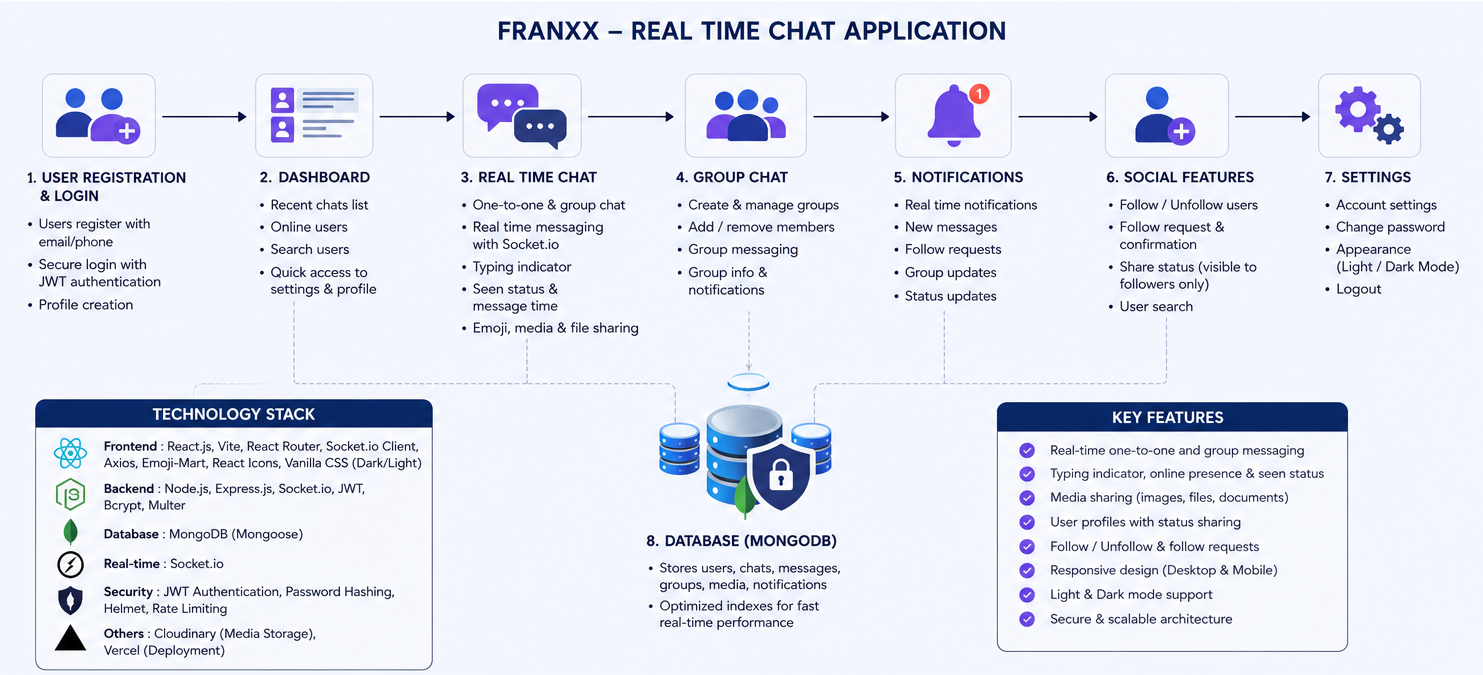 FRANXX – REAL TIME CHAT APPLICATION
1
1. USER REGISTRATION
& LOGIN
• Users register with
email/phone
• Secure login with
JWT authentication
• Profile creation
2. DASHBOARD
• Recent chats list
• Online users
• Search users
• Quick access to
settings & profile
3. REAL TIME CHAT
• One-to-one & group chat
• Real time messaging
with Socket.io
• Typing indicator
• Seen status &
message time
• Emoji, media & file sharing
4. GROUP CHAT
• Create & manage groups
• Add / remove members
• Group messaging
• Group info &
notifications
5. NOTIFICATIONS
• Real time notifications
• New messages
• Follow requests
• Group updates
• Status updates
6. SOCIAL FEATURES
• Follow / Unfollow users
• Follow request &
confirmation
• Share status (visible to
followers only)
• User search
7. SETTINGS
• Account settings
• Change password
• Appearance
(Light / Dark Mode)
• Logout
TECHNOLOGY STACK
Frontend : React.js, Vite, React Router, Socket.io Client,
Axios, Emoji-Mart, React Icons, Vanilla CSS (Dark/Light)
Backend : Node.js, Express.js, Socket.io, JWT,
Bcrypt, Multer
Database : MongoDB (Mongoose)
Real-time : Socket.io
Security : JWT Authentication, Password Hashing,
Helmet, Rate Limiting
Others : Cloudinary (Media Storage),
Vercel (Deployment)
8. DATABASE (MONGODB)
• Stores users, chats, messages,
groups, media, notifications
• Optimized indexes for fast
real-time performance
KEY FEATURES
Real-time one-to-one and group messaging
Typing indicator, online presence & seen status
Media sharing (images, files, documents)
User profiles with status sharing
Follow / Unfollow & follow requests
Responsive design (Desktop & Mobile)
Light & Dark mode support
Secure & scalable architecture